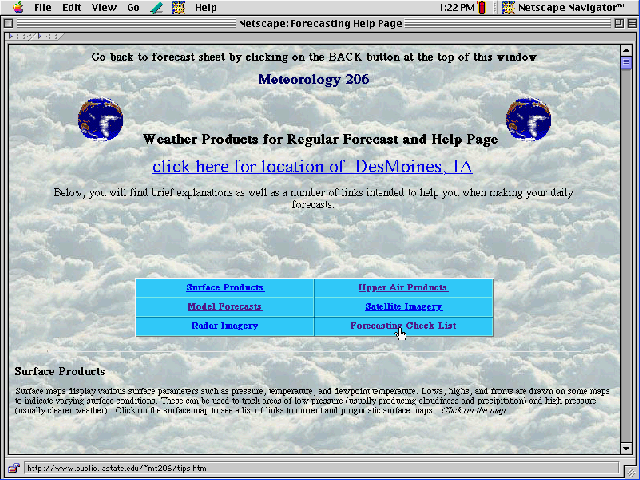 File Edit View Go Help 1:22 PM Netscape Navigator™
Netscape: Forecasting Help Page
Go back to forecast sheet by clicking on the BACK button at the top of this window
Meteorology 206
Weather Products for Regular Forecast and Help Page
click here for location of DesMoines, IA
Below, you will find brief explanations as well as a number of links intended to help you when making your daily
forecasts.
Surface Products Upper Air Products
Model Forecasts Satellite Imagery
Radar Imagery Forecasting Check List
Surface Products
Surface maps display various surface parameters such as pressure, temperature, and dewpoint temperature. Lows, highs, and fronts are drawn on some maps
to indicate varying surface conditions. These can be used to track areas of low pressure (usually producing cloudiness and precipitation) and high pressure
(usually clearer weather). Click on the surface map to see a list of links to current and prognostic surface maps. Click on the map
http://www.public.iastate.edu/~mt206/tips.htm